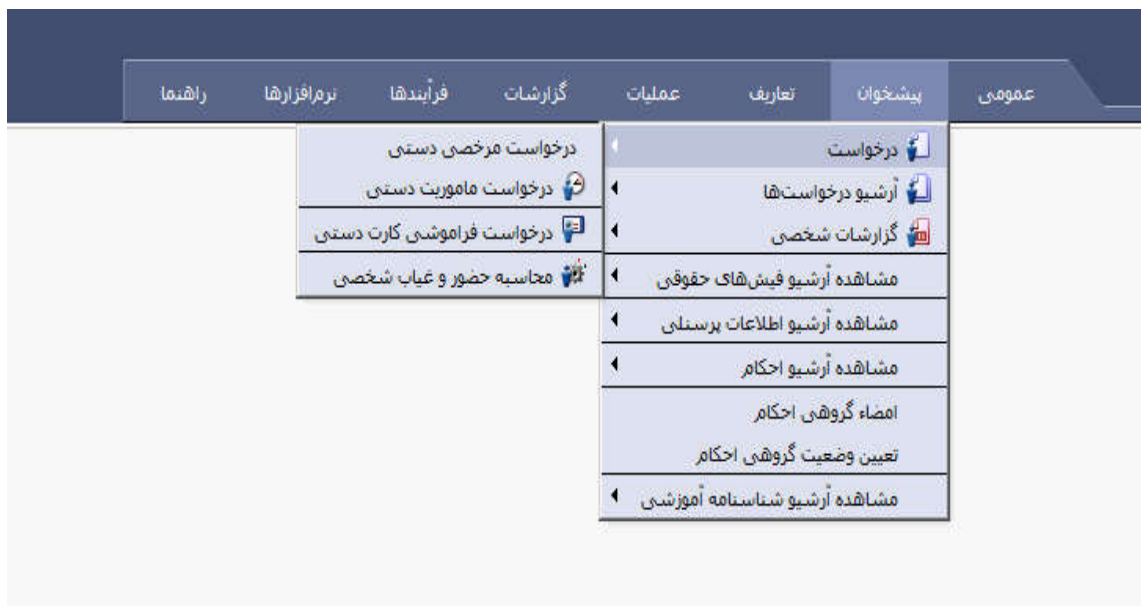 عمومی
پیشخوان
تعاریف
عملیات
گزارشات
فرآیندها
نرم‌افزارها
راهنما
درخواست
آرشیو درخواست‌ها
گزارشات شخصی
مشاهده آرشیو فیش‌های حقوقی
مشاهده آرشیو اطلاعات پرسنلی
مشاهده آرشیو احکام
امضاء گروهی احکام
تعیین وضعیت گروهی احکام
مشاهده آرشیو شناسنامه آموزشی
درخواست مرخصی دستی
درخواست ماموریت دستی
درخواست فراموشی کارت دستی
محاسبه حضور و غیاب شخصی